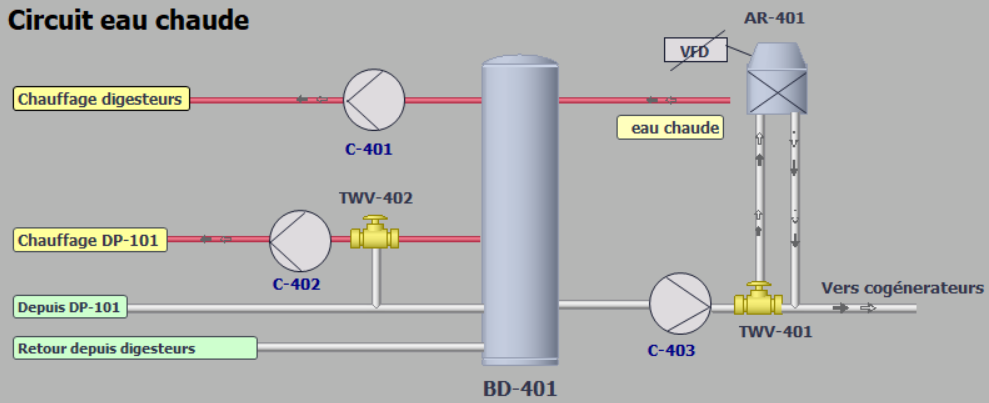 Circuit eau chaude
AR-401
VFD
Chauffage digesteurs
eau chaude
C-401
TWV-402
Chauffage DP-101
C-402
Vers cogénerateurs
Depuis DP-101
TWV-401
Retour depuis digesteurs
C-403
BD-401